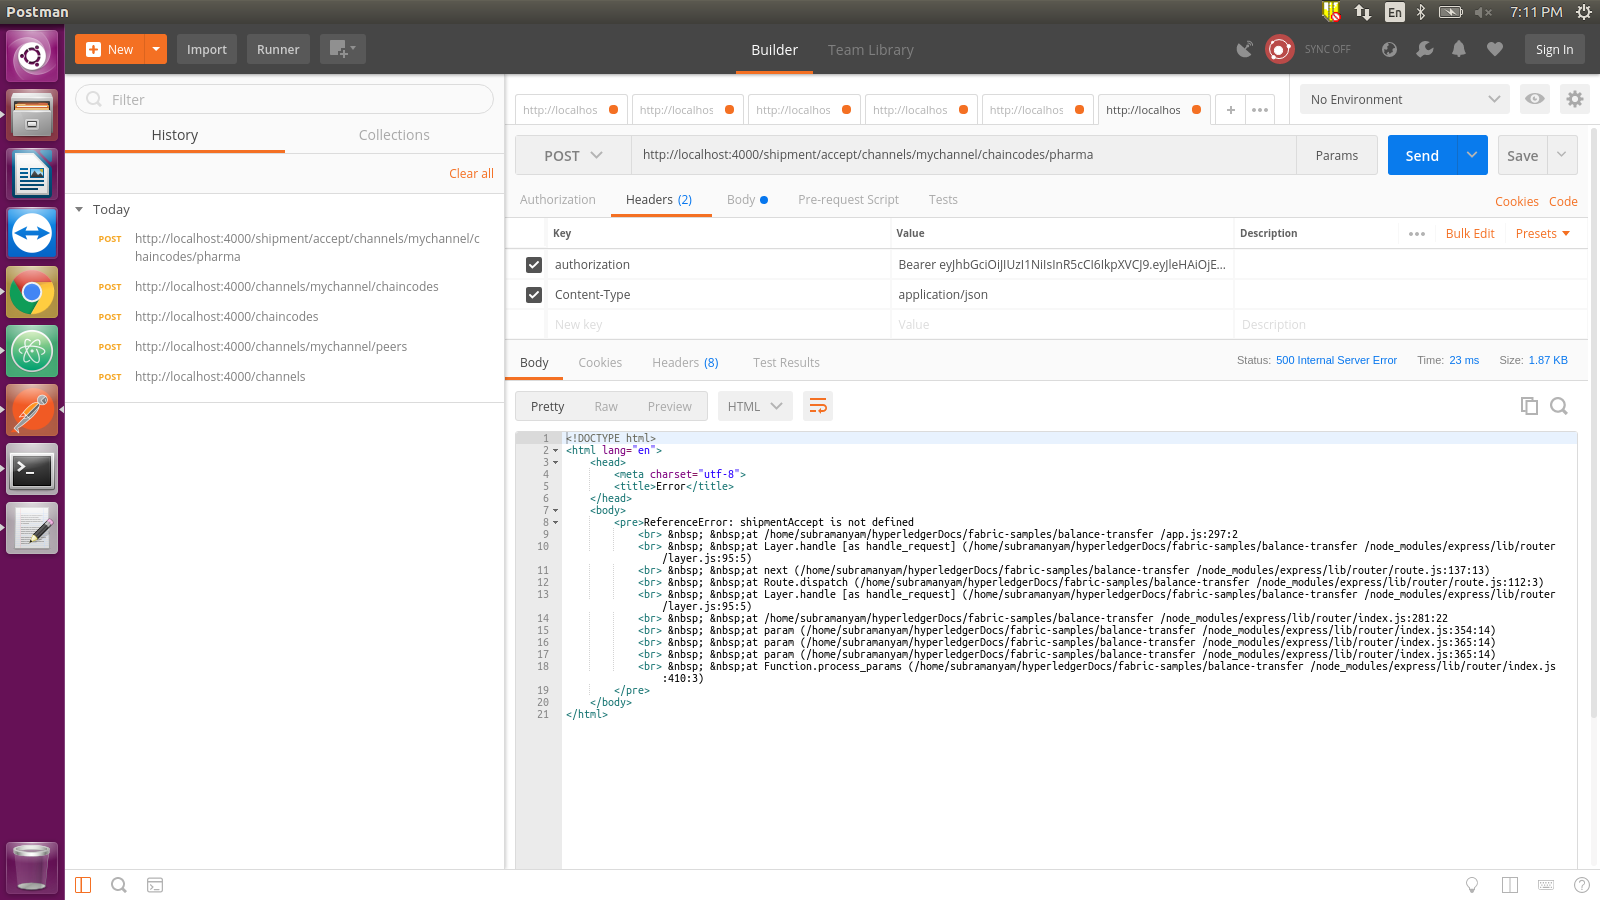 Postman
En
7:11 PM
New
Import
Runner
Builder
Team Library
SYNC OFF
Sign In
Filter
History
Collections
Clear all
Today
POST http://localhost:4000/shipment/accept/channels/mychannel/c
haincodes/pharma
POST http://localhost:4000/channels/mychannel/chaincodes
POST http://localhost:4000/chaincodes
POST http://localhost:4000/channels/mychannel/peers
POST http://localhost:4000/channels
http://localhos
http://localhos
http://localhos
http://localhos
http://localhos
http://localhos
No Environment
POST
http://localhost:4000/shipment/accept/channels/mychannel/chaincodes/pharma
Params
Send
Save
Authorization
Headers (2)
Body
Pre-request Script
Tests
Cookies
Code
Key
Value
Description
Bulk Edit
Presets
authorization
Bearer eyJhbGciOiJIUzI1NiIsInR5cCI6IkpXVCJ9.eyJleHAiOjE...
Content-Type
application/json
New key
Value
Description
Body
Cookies
Headers (8)
Test Results
Status: 500 Internal Server Error
Time: 23 ms
Size: 1.87 KB
Pretty
Raw
Preview
HTML
1 <!DOCTYPE html>
2 <html lang="en">
3 <head>
4 <meta charset="utf-8">
5 <title>Error</title>
6 </head>
7 <body>
8 <pre>ReferenceError: shipmentAccept is not defined
9 <br> &nbsp; &nbsp;at /home/subramanyam/hyperledgerDocs/fabric-samples/balance-transfer /app.js:297:2
10 <br> &nbsp; &nbsp;at Layer.handle [as handle_request] (/home/subramanyam/hyperledgerDocs/fabric-samples/balance-transfer /node_modules/express/lib/router
/layer.js:95:5)
11 <br> &nbsp; &nbsp;at next (/home/subramanyam/hyperledgerDocs/fabric-samples/balance-transfer /node_modules/express/lib/router/route.js:137:13)
12 <br> &nbsp; &nbsp;at Route.dispatch (/home/subramanyam/hyperledgerDocs/fabric-samples/balance-transfer /node_modules/express/lib/router/route.js:112:3)
13 <br> &nbsp; &nbsp;at Layer.handle [as handle_request] (/home/subramanyam/hyperledgerDocs/fabric-samples/balance-transfer /node_modules/express/lib/router
/layer.js:95:5)
14 <br> &nbsp; &nbsp;at /home/subramanyam/hyperledgerDocs/fabric-samples/balance-transfer /node_modules/express/lib/router/index.js:281:22
15 <br> &nbsp; &nbsp;at param (/home/subramanyam/hyperledgerDocs/fabric-samples/balance-transfer /node_modules/express/lib/router/index.js:354:14)
16 <br> &nbsp; &nbsp;at param (/home/subramanyam/hyperledgerDocs/fabric-samples/balance-transfer /node_modules/express/lib/router/index.js:365:14)
17 <br> &nbsp; &nbsp;at param (/home/subramanyam/hyperledgerDocs/fabric-samples/balance-transfer /node_modules/express/lib/router/index.js:365:14)
18 <br> &nbsp; &nbsp;at Function.process_params (/home/subramanyam/hyperledgerDocs/fabric-samples/balance-transfer /node_modules/express/lib/router/index.js
:410:3)
19 </pre>
20 </body>
21 </html>